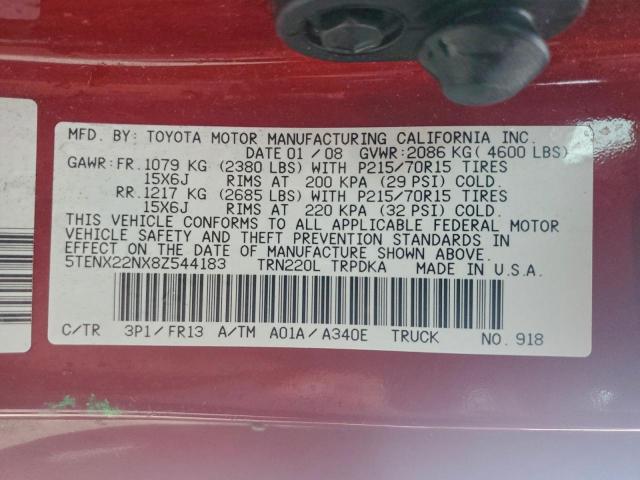 MFD. BY: TOYOTA MOTOR MANUFACTURING CALIFORNIA INC.
DATE 01 / 08 GVWR: 2086 KG( 4600 LBS)
GAWR: FR. 1079 KG (2380 LBS) WITH P215/70R15 TIRES
15X6J RIMS AT 200 KPA (29 PSI) COLD.
RR. 1217 KG (2685 LBS) WITH P215/70R15 TIRES
15X6J RIMS AT 220 KPA (32 PSI) COLD.
THIS VEHICLE CONFORMS TO ALL APPLICABLE FEDERAL MOTOR
VEHICLE SAFETY AND THEFT PREVENTION STANDARDS IN
EFFECT ON THE DATE OF MANUFACTURE SHOWN ABOVE.
5TENX22NX8Z544183 TRN220L TRPDKA MADE IN U.S.A.
C/TR 3P1/FR13 A/TM A01A/A340E TRUCK NO. 918